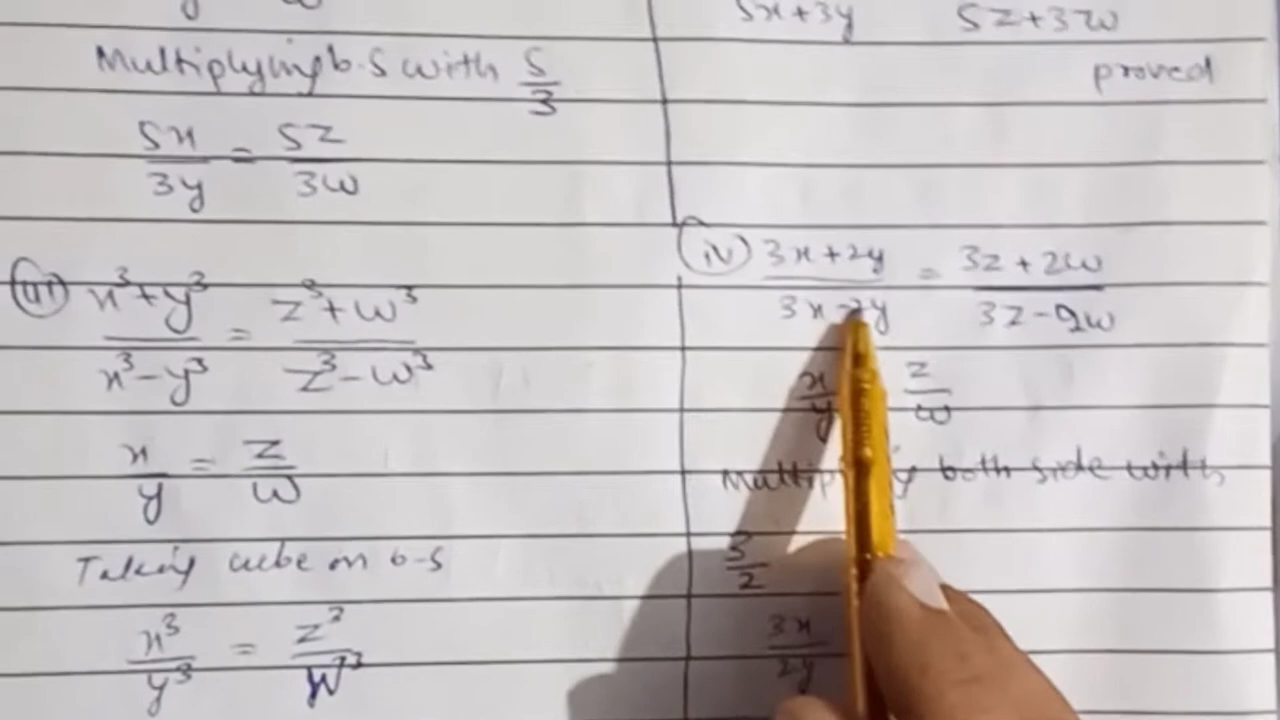 Multiplying b.S with 5/3
5x/3y = 5z/3w
(iii) x³+y³/x³-y³ = z³+w³/z³-w³
x/y = z/w
Taking cube on b-s
x³/y³ = z³/w³
5x+3y 5z+3w
proved
(iv) 3x+2y/3x-2y = 3z+2w/3z-2w
x/y z/w
both side with
3/2
3x/2y